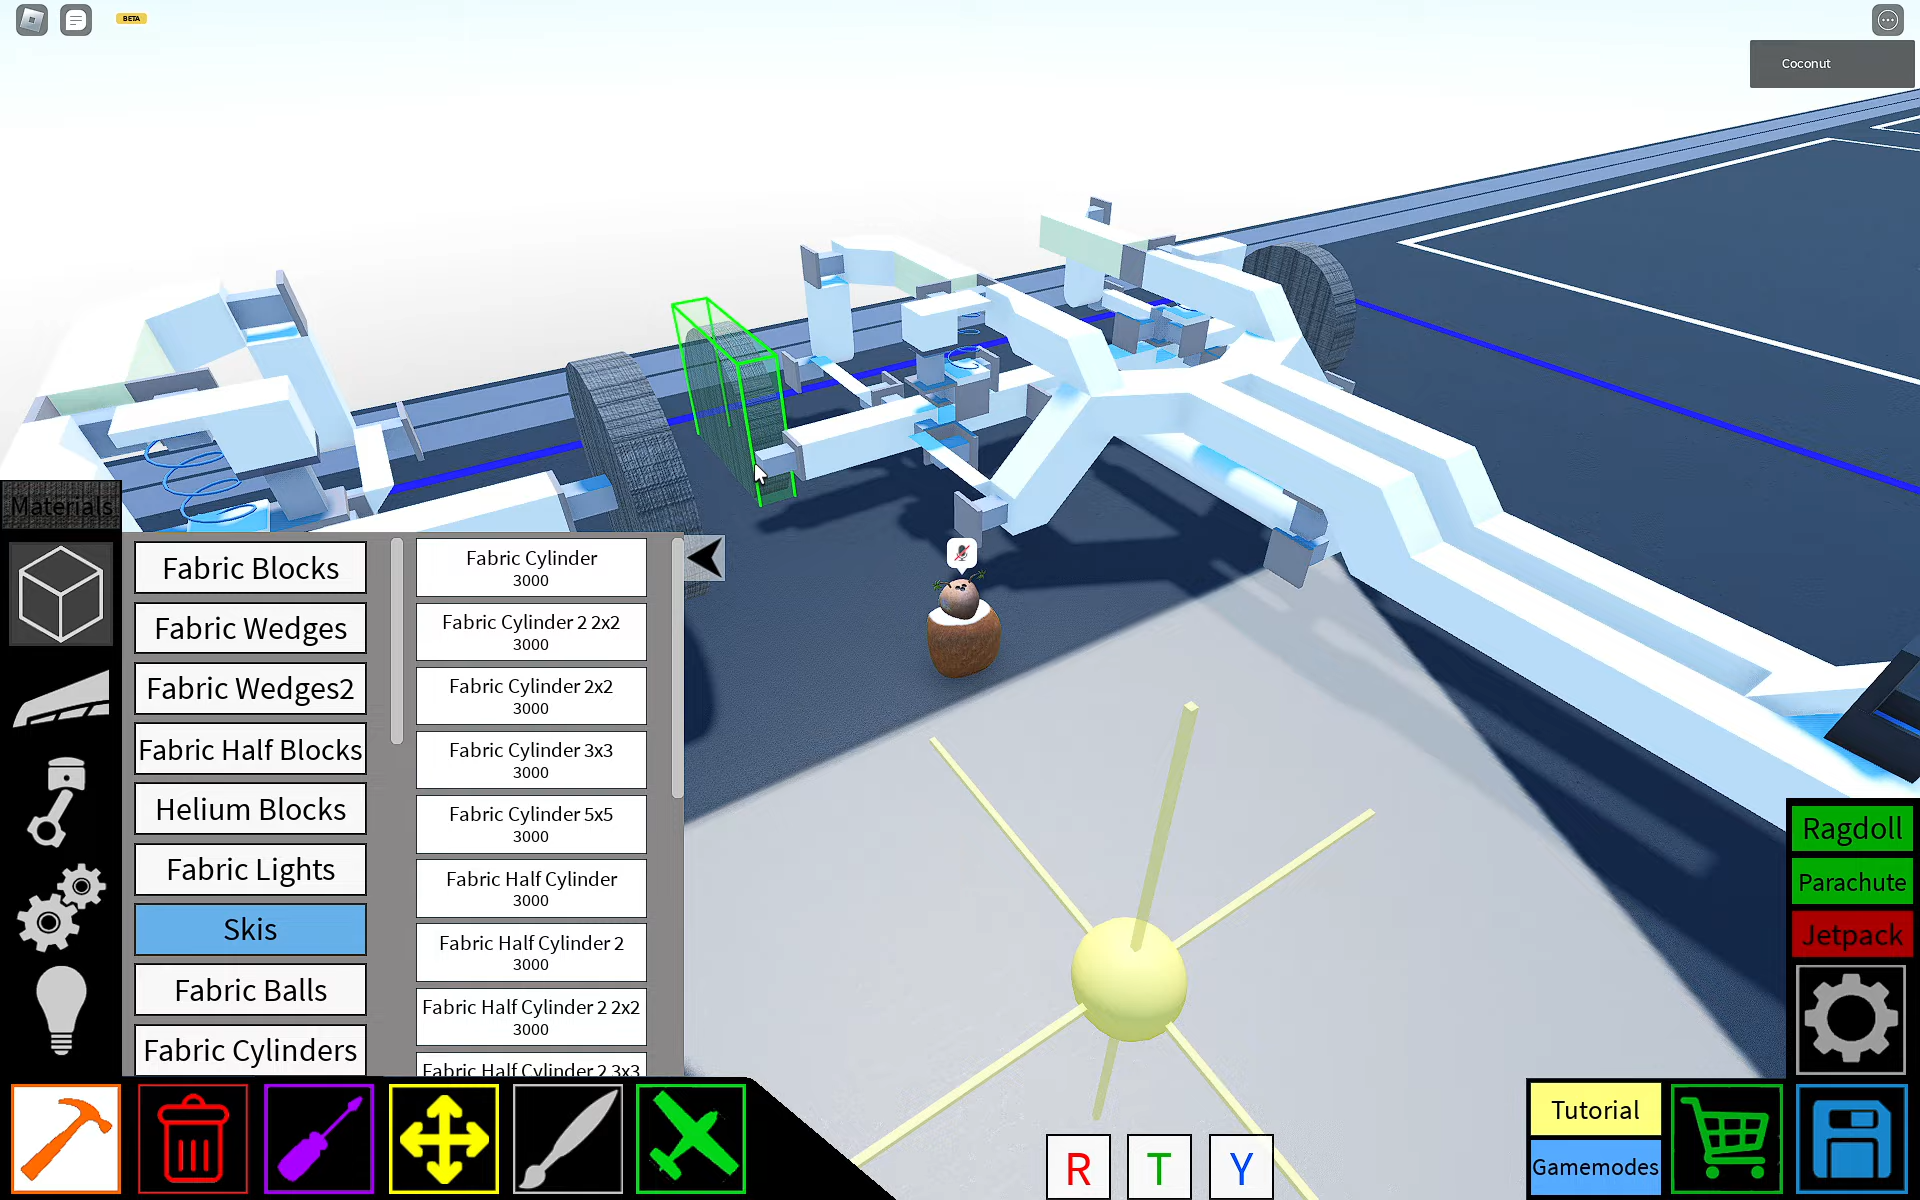 BETA
Coconut
Materials
Fabric Blocks
Fabric Wedges
Fabric Wedges2
Fabric Half Blocks
Helium Blocks
Fabric Lights
Skis
Fabric Balls
Fabric Cylinders
Fabric Cylinder
3000
Fabric Cylinder 2 2x2
3000
Fabric Cylinder 2x2
3000
Fabric Cylinder 3x3
3000
Fabric Cylinder 5x5
3000
Fabric Half Cylinder
3000
Fabric Half Cylinder 2
3000
Fabric Half Cylinder 2 2x2
3000
Fabric Half Cylinder 2 3x3
Ragdoll
Parachute
Jetpack
R
T
Y
Tutorial
Gamemodes